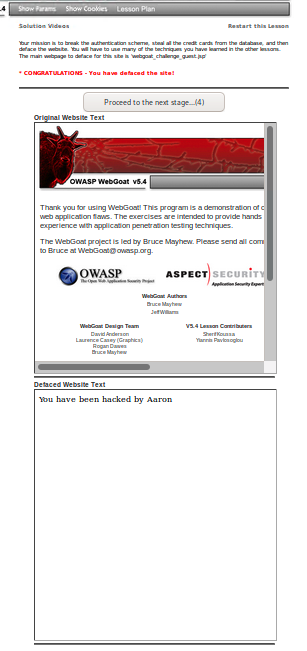 .4 Show Params Show Cookies Lesson Plan
Solution Videos Restart this Lesson
Your mission is to break the authentication scheme, steal all the credit cards from the database, and then
deface the website. You will have to use many of the techniques you have learned in the other lessons.
The main webpage to deface for this site is 'webgoat_challenge_guest.jsp'
* CONGRATULATIONS - You have defaced the site!
Proceed to the next stage...(4)
Original Website Text
OWASP WebGoat v5.4
Thank you for using WebGoat! This program is a demonstration of c
web application flaws. The exercises are intended to provide hands
experience with application penetration testing techniques.
The WebGoat project is led by Bruce Mayhew. Please send all com
to Bruce at WebGoat@owasp.org.
OWASP
The Open Web Application Security Project
ASPECT SECURITY
Application Security Expert
WebGoat Authors
Bruce Mayhew
Jeff Williams
WebGoat Design Team
David Anderson
Laurence Casey (Graphics)
Rogan Dawes
Bruce Mayhew
V5.4 Lesson Contributers
Sherif Koussa
Yiannis Pavlosoglou
Defaced Website Text
You have been hacked by Aaron